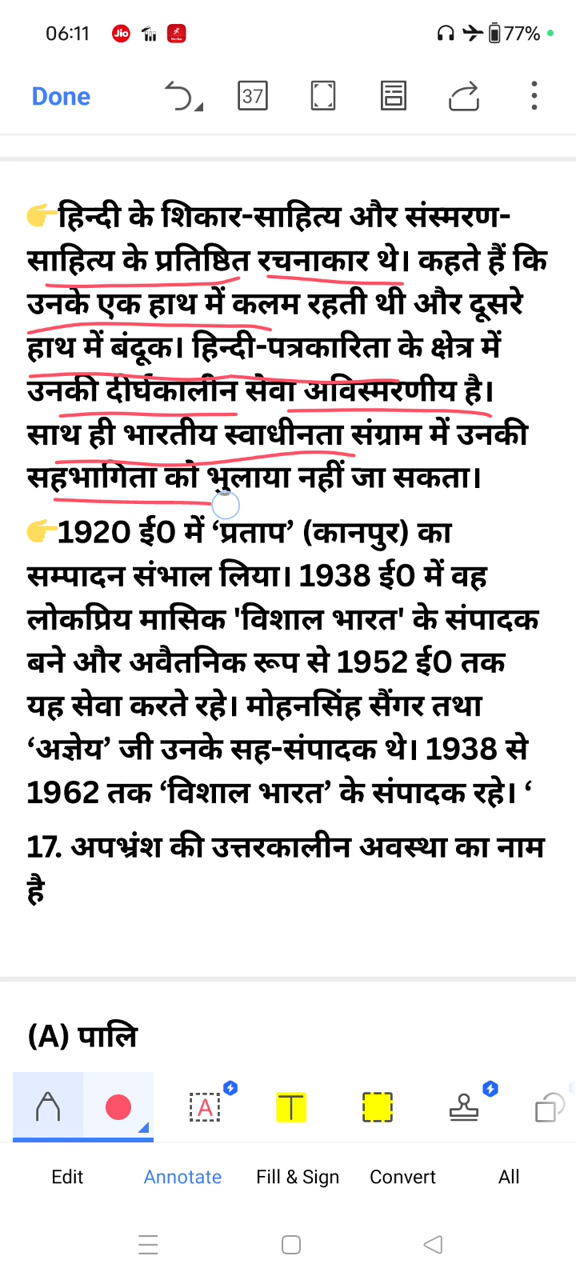 06:11
Jio
77%
Done
37
हिन्दी के शिकार-साहित्य और संस्मरण-
साहित्य के प्रतिष्ठित रचनाकार थे। कहते हैं कि
उनके एक हाथ में कलम रहती थी और दूसरे
हाथ में बंदूक। हिन्दी-पत्रकारिता के क्षेत्र में
उनकी दीर्घकालीन सेवा अविस्मरणीय है।
साथ ही भारतीय स्वाधीनता संग्राम में उनकी
सहभागिता को भुलाया नहीं जा सकता।
1920 ई0 में ‘प्रताप’ (कानपुर) का
सम्पादन संभाल लिया। 1938 ई0 में वह
लोकप्रिय मासिक 'विशाल भारत' के संपादक
बने और अवैतनिक रूप से 1952 ई0 तक
यह सेवा करते रहे। मोहनसिंह सैंगर तथा
‘अज्ञेय’ जी उनके सह-संपादक थे। 1938 से
1962 तक ‘विशाल भारत’ के संपादक रहे। ‘
17. अपभ्रंश की उत्तरकालीन अवस्था का नाम
है
(A) पालि
A T
Edit Annotate Fill & Sign Convert All